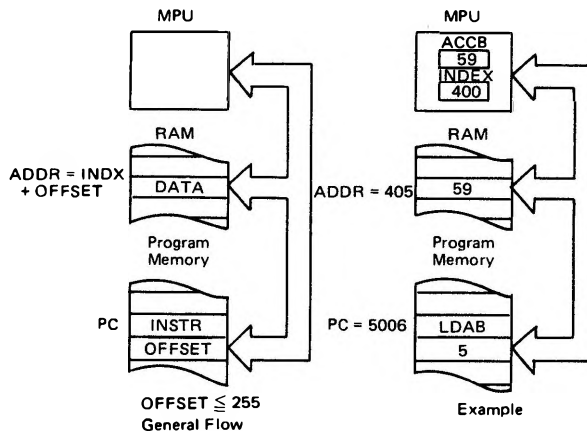 MPU
RAM
ADDR = INDX
+ OFFSET
DATA
Program
Memory
PC
INSTR
OFFSET
OFFSET ≦ 255
General Flow
MPU
ACCB
59
INDEX
400
RAM
ADDR = 405
59
Program
Memory
PC = 5006
LDAB
5
Example